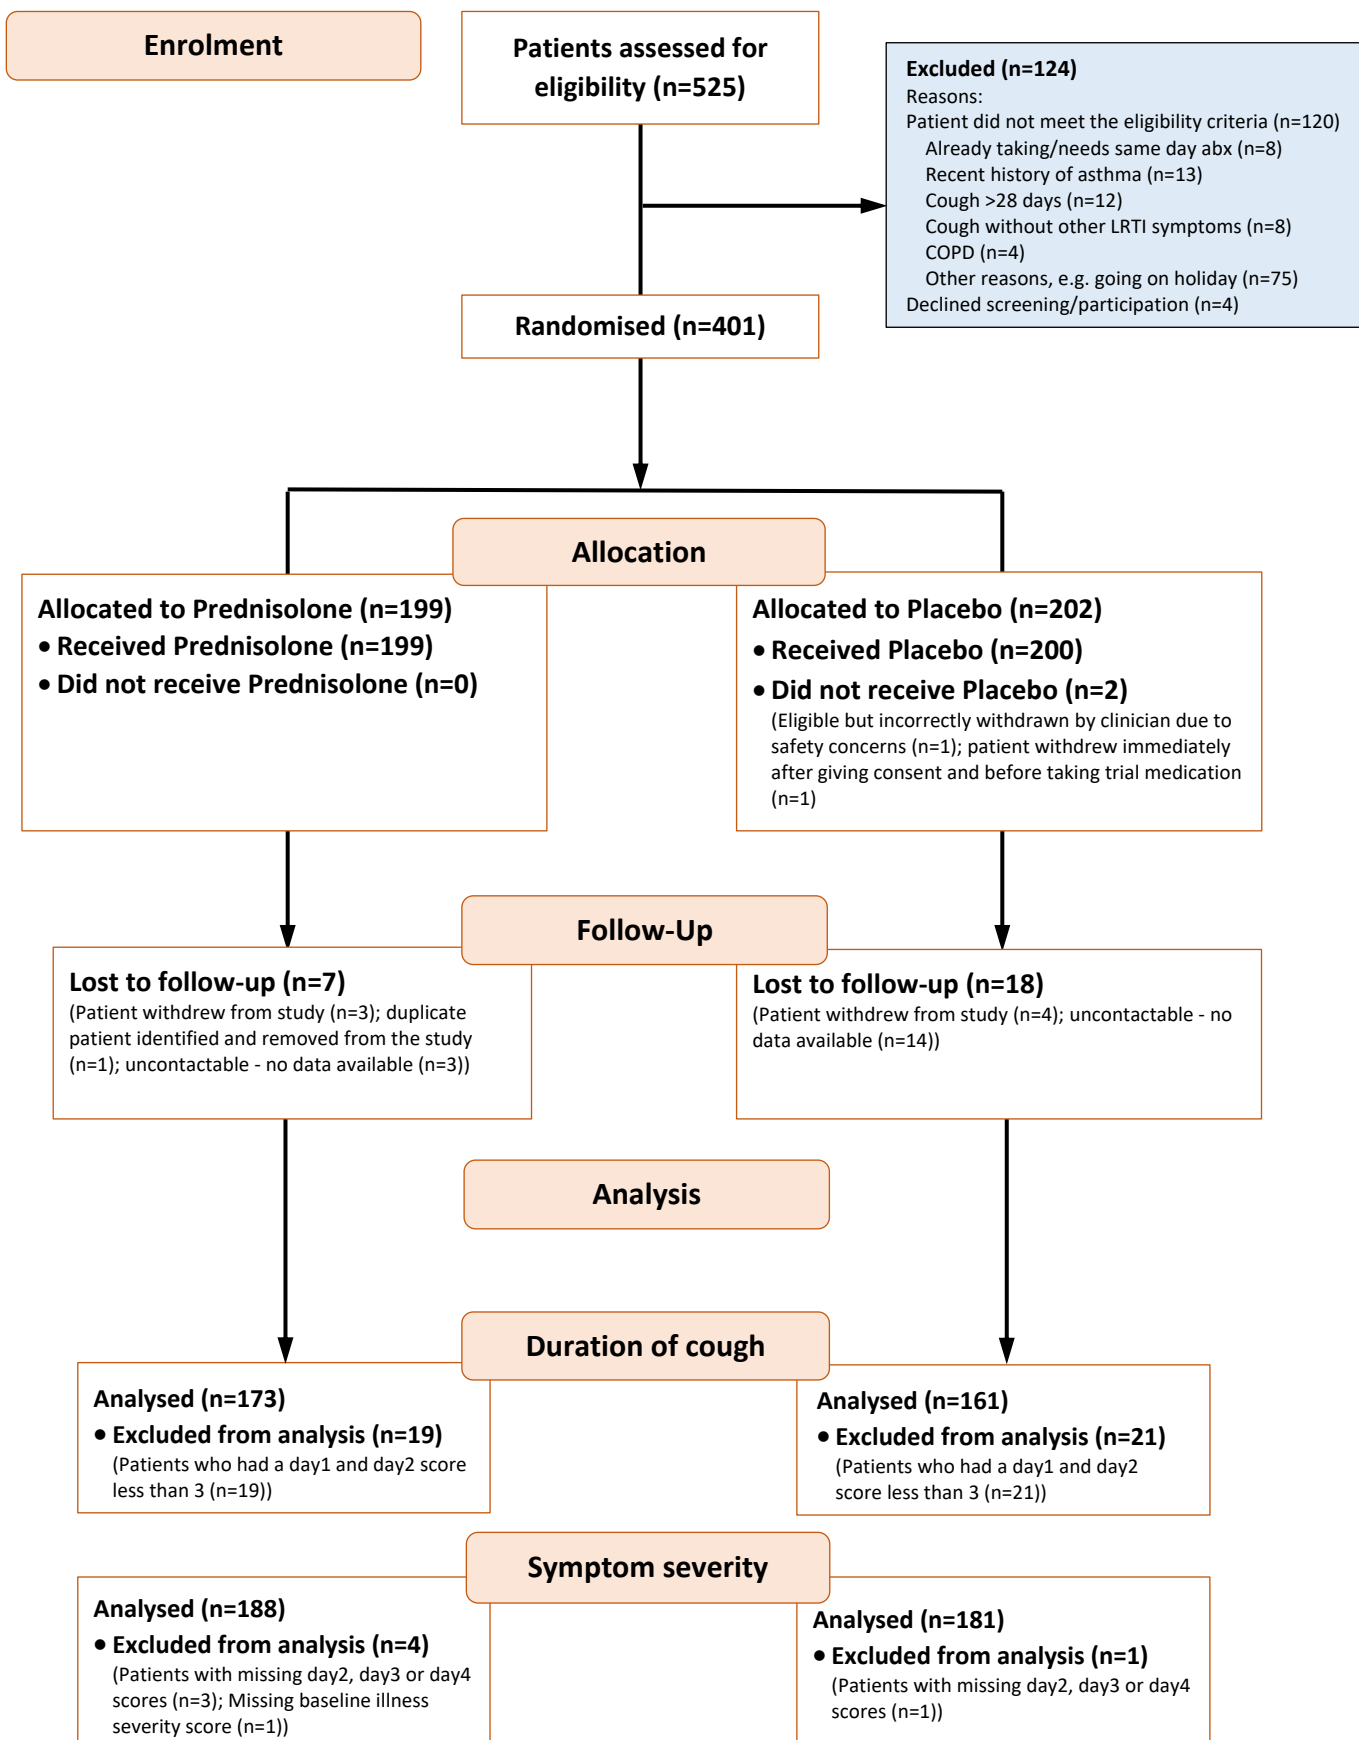 Enrolment
Patients assessed for
eligibility (n=525)
Excluded (n=124)
Reasons:
Patient did not meet the eligibility criteria (n=120)
Already taking/needs same day abx (n=8)
Recent history of asthma (n=13)
Cough >28 days (n=12)
Cough without other LRTI symptoms (n=8)
COPD (n=4)
Other reasons, e.g. going on holiday (n=75)
Declined screening/participation (n=4)
Randomised (n=401)
Allocation
Allocated to Prednisolone (n=199)
• Received Prednisolone (n=199)
• Did not receive Prednisolone (n=0)
Allocated to Placebo (n=202)
• Received Placebo (n=200)
• Did not receive Placebo (n=2)
(Eligible but incorrectly withdrawn by clinician due to
safety concerns (n=1); patient withdrew immediately
after giving consent and before taking trial medication
(n=1)
Follow-Up
Lost to follow-up (n=7)
(Patient withdrew from study (n=3); duplicate
patient identified and removed from the study
(n=1); uncontactable - no data available (n=3))
Lost to follow-up (n=18)
(Patient withdrew from study (n=4); uncontactable - no
data available (n=14))
Analysis
Duration of cough
Analysed (n=173)
• Excluded from analysis (n=19)
(Patients who had a day1 and day2 score
less than 3 (n=19))
Analysed (n=161)
• Excluded from analysis (n=21)
(Patients who had a day1 and day2
score less than 3 (n=21))
Symptom severity
Analysed (n=188)
• Excluded from analysis (n=4)
(Patients with missing day2, day3 or day4
scores (n=3); Missing baseline illness
severity score (n=1))
Analysed (n=181)
• Excluded from analysis (n=1)
(Patients with missing day2, day3 or day4
scores (n=1))